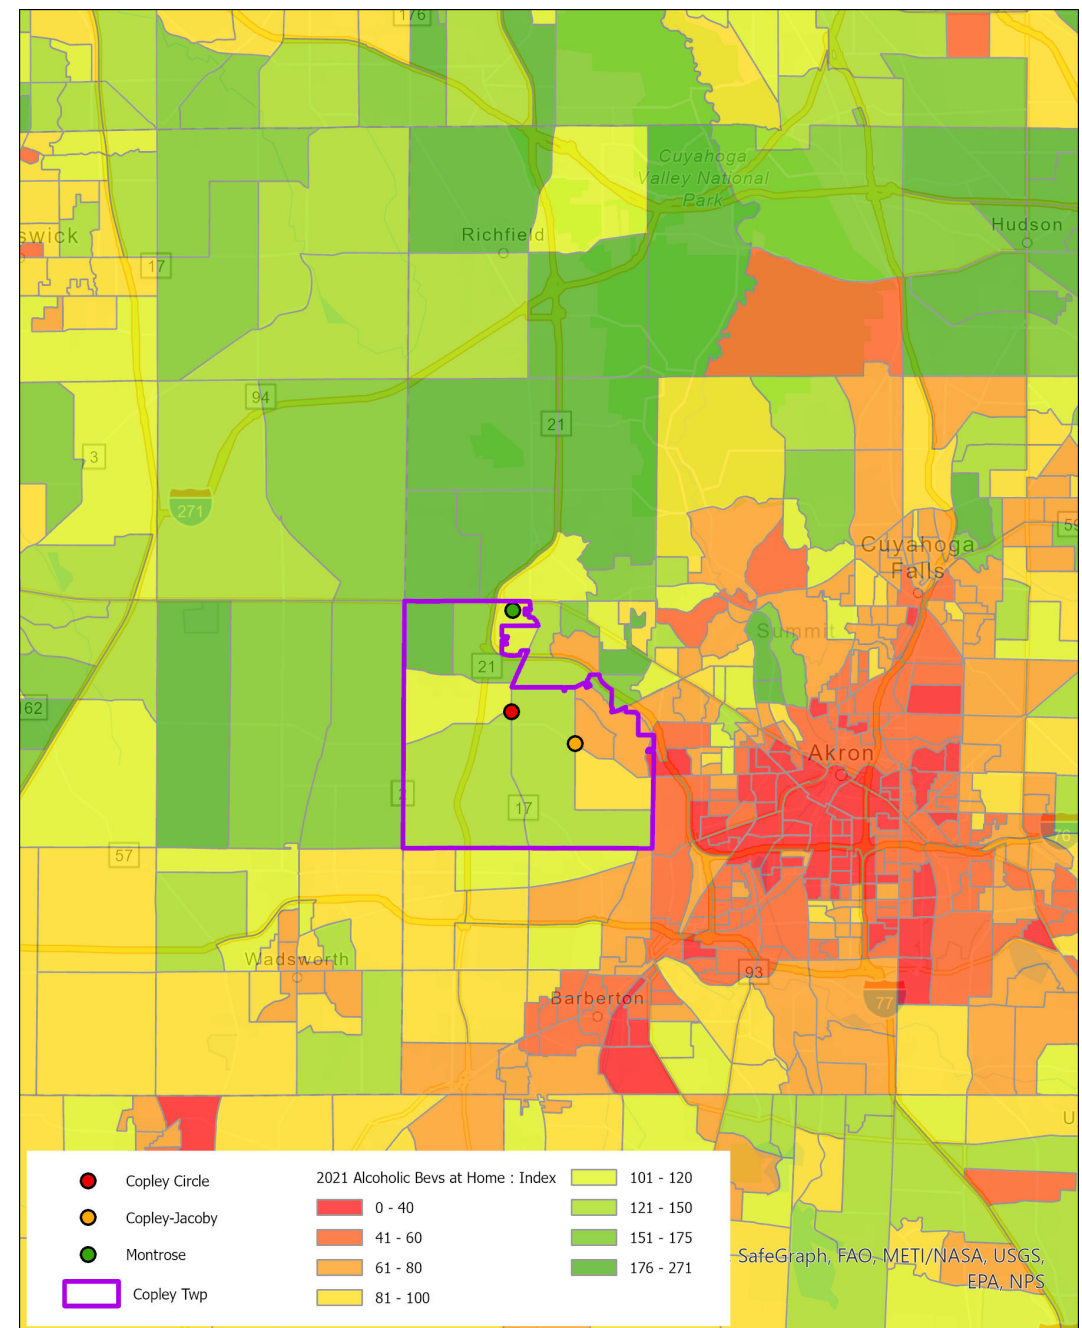 176
Cuyahoga
Valley National
Park
swick
Richfield
Hudson
17
94
21
3
271
59
Cuyahoga
Falls
Summit
21
162
Akron
2
17
76
57
Wadsworth
93
Barberton
77
U
Copley Circle
Copley-Jacoby
Montrose
Copley Twp
2021 Alcoholic Bevs at Home : Index
0 - 40
41 - 60
61 - 80
81 - 100
101 - 120
121 - 150
151 - 175
176 - 271
SafeGraph, FAO, METI/NASA, USGS,
EPA, NPS